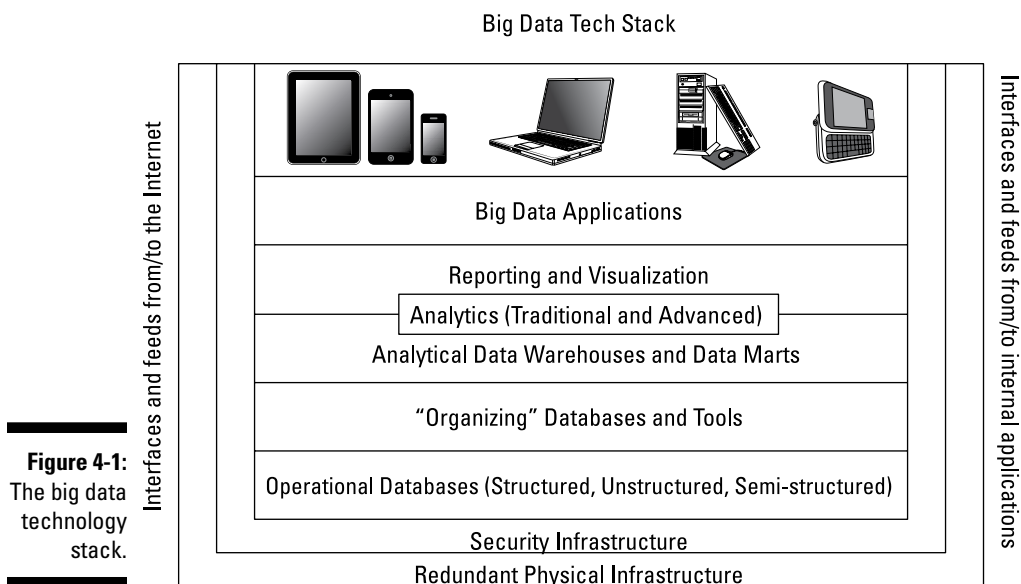 Big Data Tech Stack
Interfaces and feeds from/to the Internet
Interfaces and feeds from/to internal applications
Big Data Applications
Reporting and Visualization
Analytics (Traditional and Advanced)
Analytical Data Warehouses and Data Marts
“Organizing” Databases and Tools
Operational Databases (Structured, Unstructured, Semi-structured)
Security Infrastructure
Redundant Physical Infrastructure
Figure 4-1:
The big data
technology
stack.